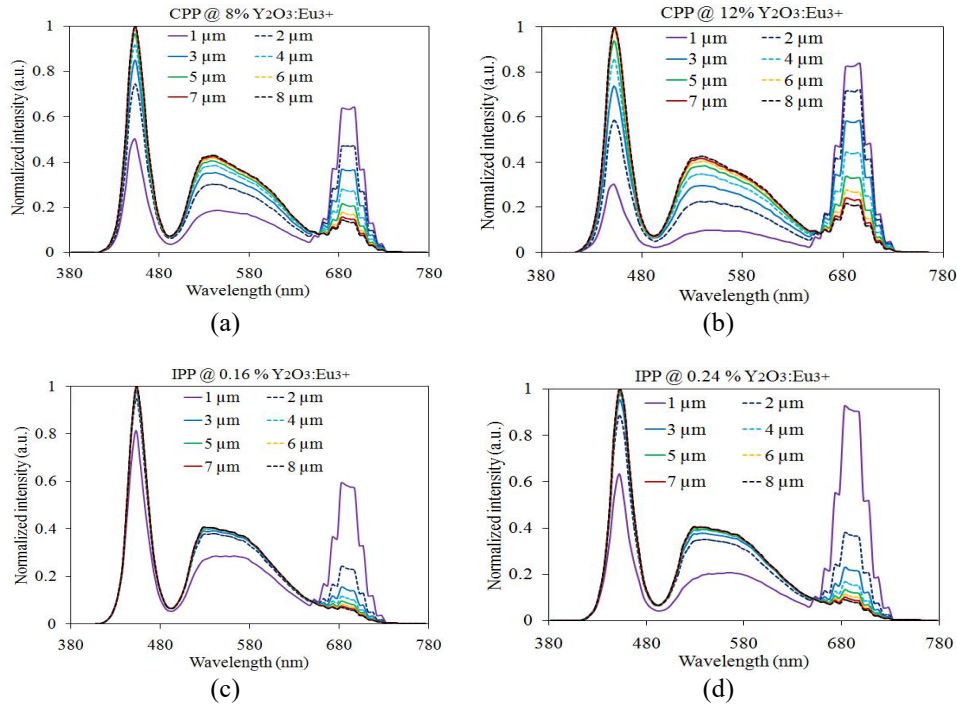 CPP @ 8% Y2O3:Eu3+
Normalized intensity (a.u.)
1
0.8
0.6
0.4
0.2
0
1 µm 2 µm
3 µm 4 µm
5 µm 6 µm
7 µm 8 µm
380 480 580 680 780
Wavelength (nm)
(a)
CPP @ 12% Y2O3:Eu3+
Normalized intensity (a.u.)
1
0.8
0.6
0.4
0.2
0
1 µm 2 µm
3 µm 4 µm
5 µm 6 µm
7 µm 8 µm
380 480 580 680 780
Wavelength (nm)
(b)
IPP @ 0.16 % Y2O3:Eu3+
Normalized intensity (a.u.)
1
0.8
0.6
0.4
0.2
0
1 µm 2 µm
3 µm 4 µm
5 µm 6 µm
7 µm 8 µm
380 480 580 680 780
Wavelength (nm)
(c)
IPP @ 0.24 % Y2O3:Eu3+
Normalized intensity (a.u.)
1
0.8
0.6
0.4
0.2
0
1 µm 2 µm
3 µm 4 µm
5 µm 6 µm
7 µm 8 µm
380 480 580 680 780
Wavelength (nm)
(d)